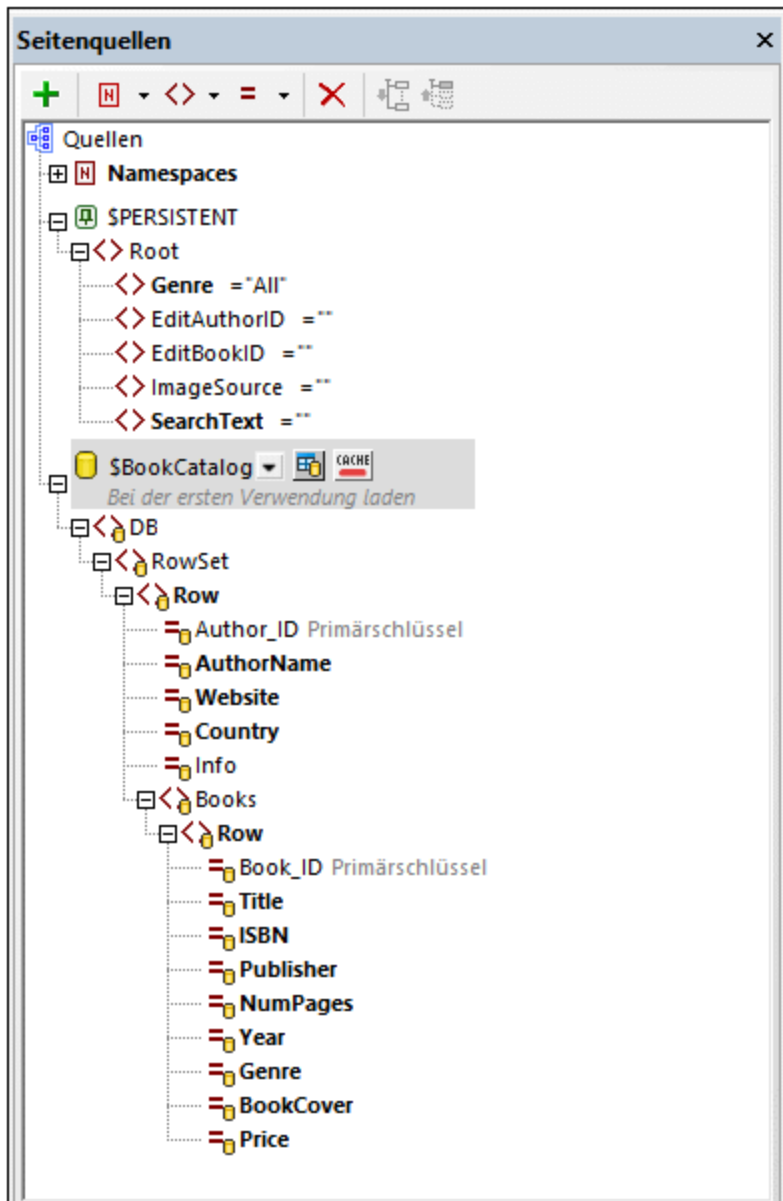 Seitenquellen
Quellen
Namespaces
$PERSISTENT
Root
Genre ="All"
EditAuthorID =""
EditBookID =""
ImageSource =""
SearchText =""
$BookCatalog CACHE
Bei der ersten Verwendung laden
DB
RowSet
Row
Author_ID Primärschlüssel
AuthorName
Website
Country
Info
Books
Row
Book_ID Primärschlüssel
Title
ISBN
Publisher
NumPages
Year
Genre
BookCover
Price